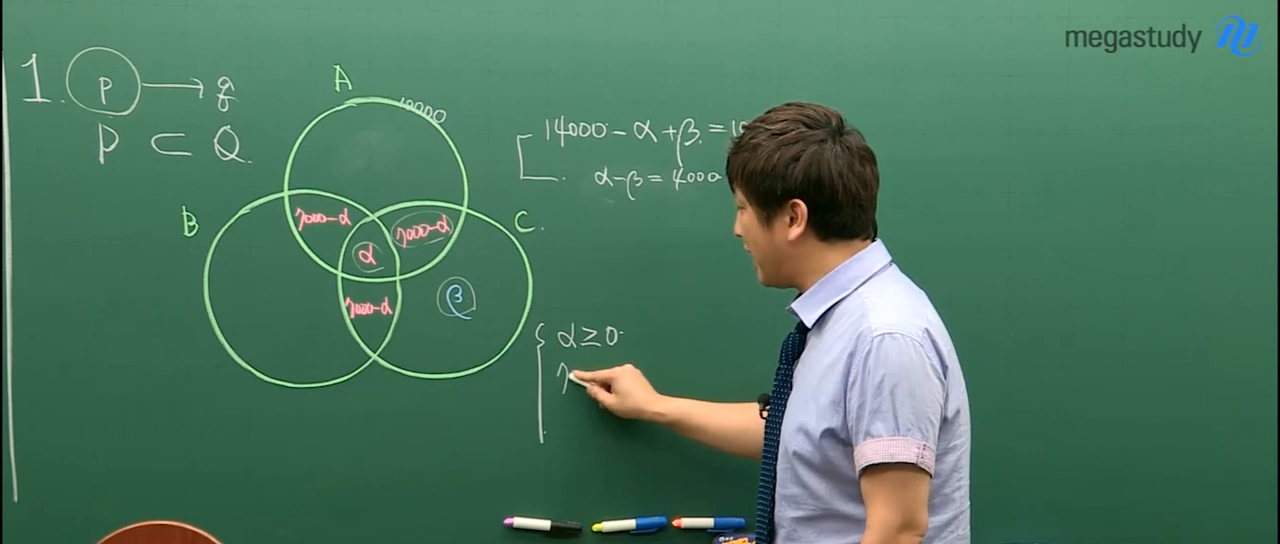 megastudy
1. p → q
P ⊂ Q
A
10000
B
C
7000-α
7000-α
α
7000-α
β
14000-α+β=10
α-β=4000
α≥0